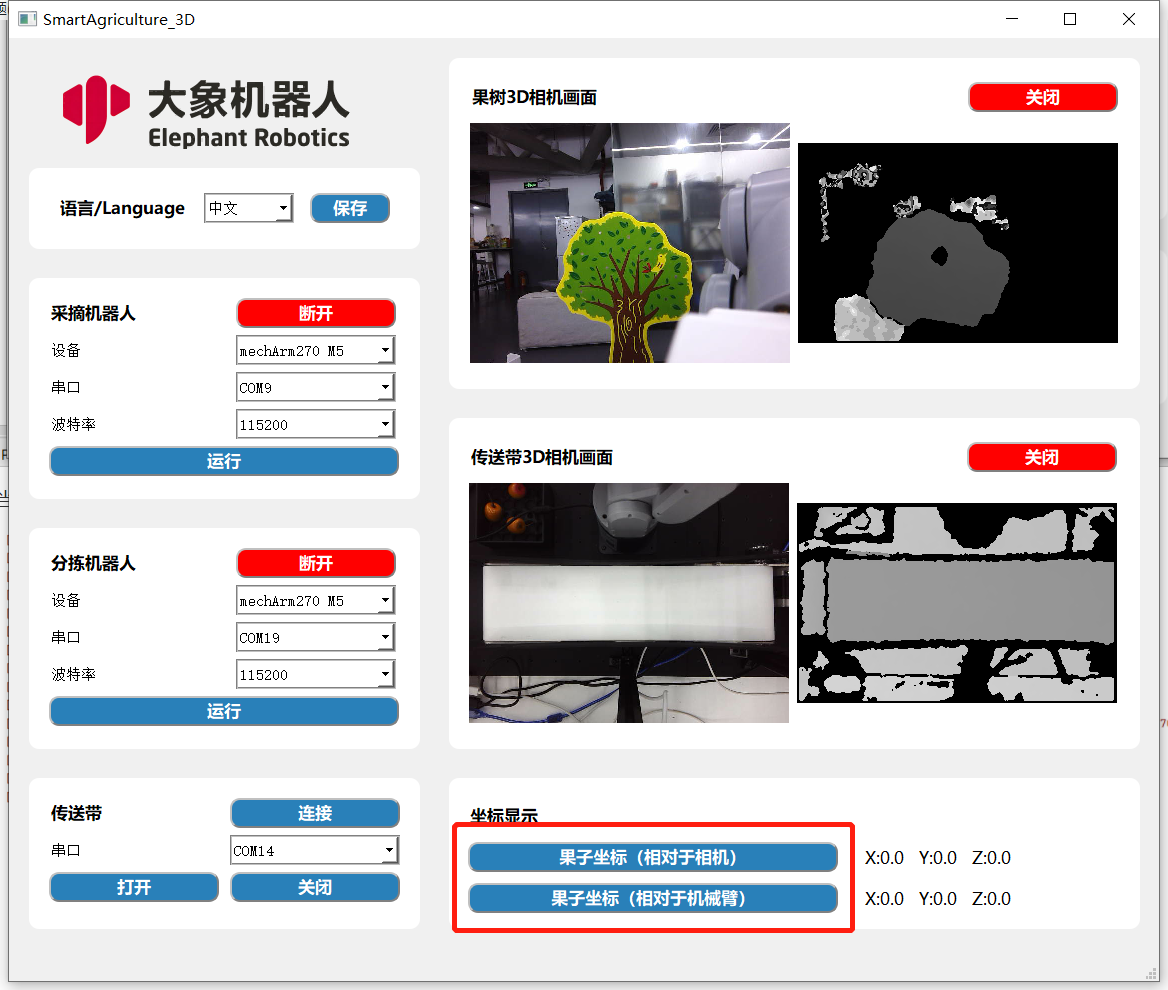 SmartAgriculture_3D
大象机器人
Elephant Robotics
语言/Language 中文 保存
采摘机器人 断开
设备 mechArm270 M5
串口 COM9
波特率 115200
运行
分拣机器人 断开
设备 mechArm270 M5
串口 COM19
波特率 115200
运行
传送带 连接
串口 COM14
打开 关闭
果树3D相机画面 关闭
传送带3D相机画面 关闭
坐标显示
果子坐标（相对于相机） X:0.0 Y:0.0 Z:0.0
果子坐标（相对于机械臂） X:0.0 Y:0.0 Z:0.0